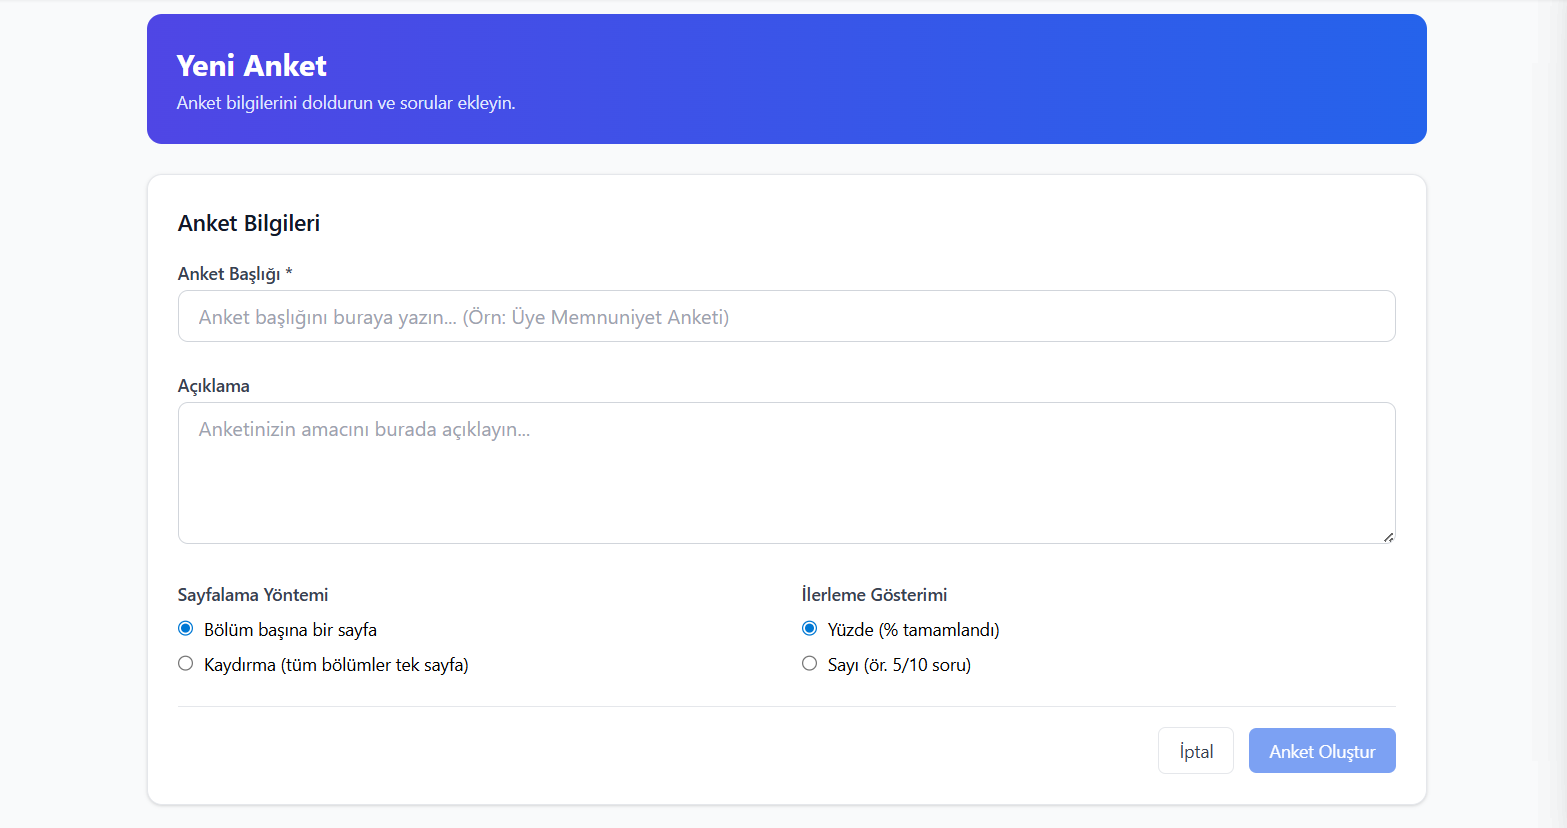 Yeni Anket
Anket bilgilerini doldurun ve sorular ekleyin.
Anket Bilgileri
Anket Başlığı *
Anket başlığını buraya yazın... (Örn: Üye Memnuniyet Anketi)
Açıklama
Anketinizin amacını burada açıklayın...
Sayfalama Yöntemi
Bölüm başına bir sayfa
Kaydırma (tüm bölümler tek sayfa)
İlerleme Gösterimi
Yüzde (% tamamlandı)
Sayı (ör. 5/10 soru)
İptal
Anket Oluştur